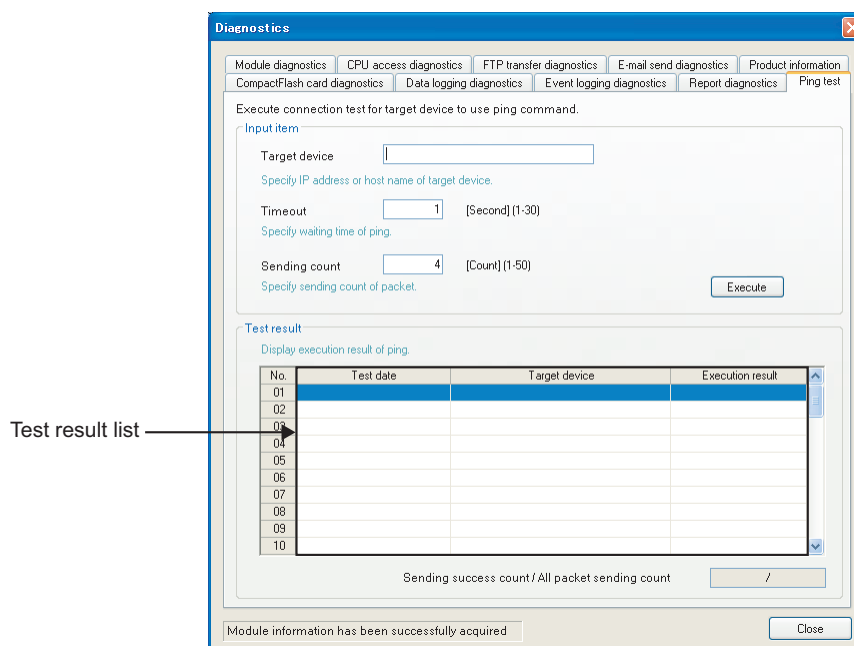 Diagnostics
Module diagnostics CPU access diagnostics FTP transfer diagnostics E-mail send diagnostics Product information
CompactFlash card diagnostics Data logging diagnostics Event logging diagnostics Report diagnostics Ping test
Execute connection test for target device to use ping command.
Input item
Target device
Specify IP address or host name of target device.
Timeout 1 [Second] (1-30)
Specify waiting time of ping.
Sending count 4 [Count] (1-50)
Specify sending count of packet.
Execute
Test result
Display execution result of ping.
No. Test date Target device Execution result
01
02
03
Test result list
04
05
06
07
08
09
10
Sending success count / All packet sending count /
Module information has been successfully acquired
Close